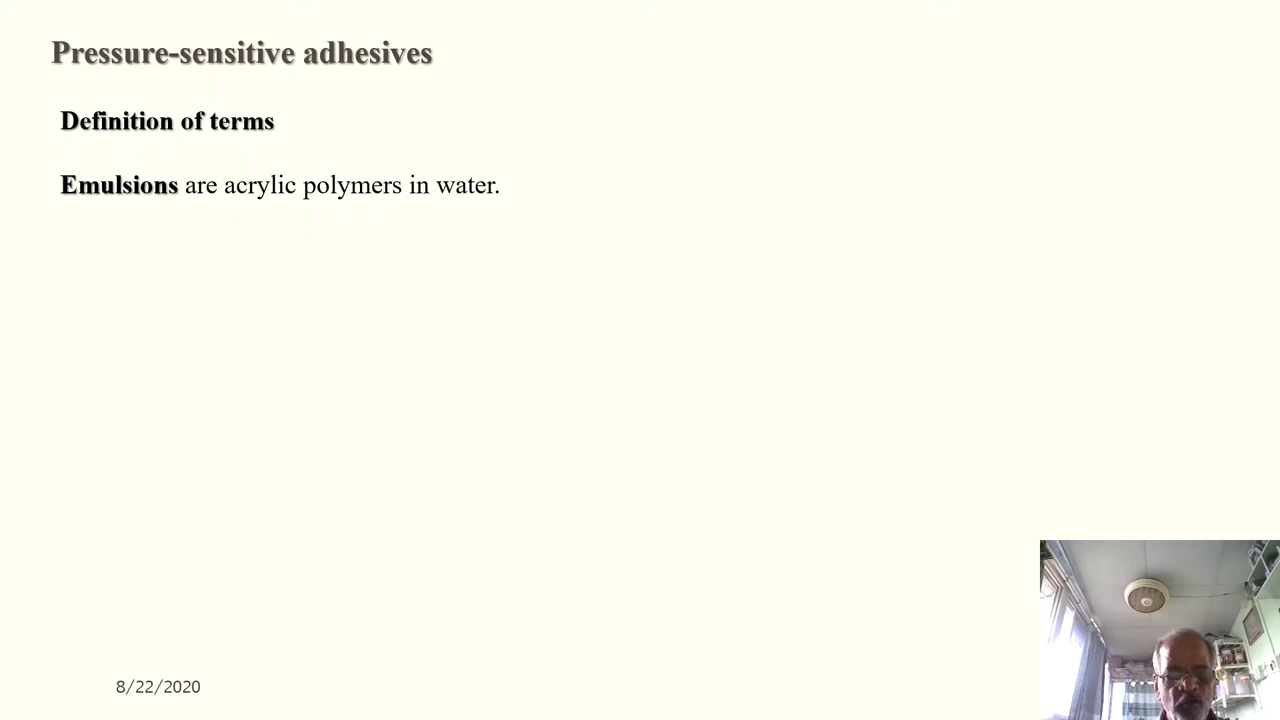 Pressure-sensitive adhesives
Definition of terms
Emulsions are acrylic polymers in water.
8/22/2020